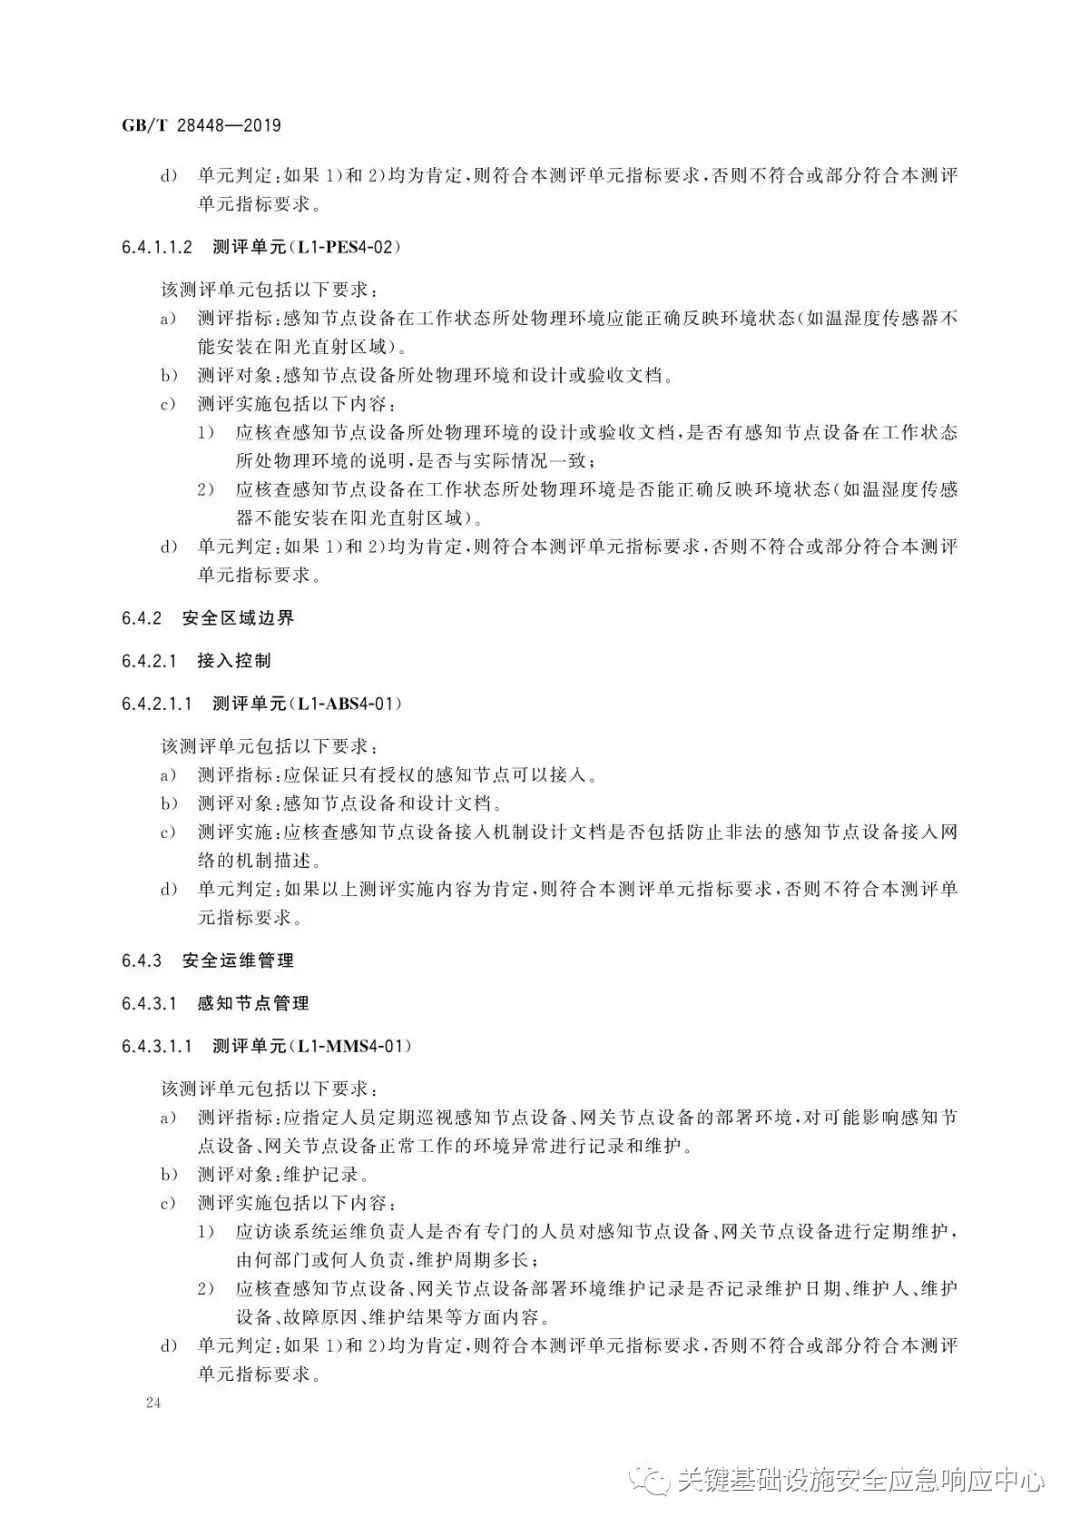 GB/T 28448—2019
d) 单元判定:如果1)和2)均为肯定,则符合本测评单元指标要求,否则不符合或部分符合本测评
单元指标要求。
6.4.1.1.2 测评单元(L1-PES4-02)
该测评单元包括以下要求:
a) 测评指标:感知节点设备在工作状态所处物理环境应能正确反映环境状态(如温湿度传感器不
能安装在阳光直射区域)。
b) 测评对象:感知节点设备所处物理环境和设计或验收文档。
c) 测评实施包括以下内容:
1) 应核查感知节点设备所处物理环境的设计或验收文档,是否有感知节点设备在工作状态
所处物理环境的说明,是否与实际情况一致;
2) 应核查感知节点设备在工作状态所处物理环境是否能正确反映环境状态(如温湿度传感
器不能安装在阳光直射区域)。
d) 单元判定:如果1)和2)均为肯定,则符合本测评单元指标要求,否则不符合或部分符合本测评
单元指标要求。
6.4.2 安全区域边界
6.4.2.1 接入控制
6.4.2.1.1 测评单元(L1-ABS4-01)
该测评单元包括以下要求:
a) 测评指标:应保证只有授权的感知节点可以接入。
b) 测评对象:感知节点设备和设计文档。
c) 测评实施:应核查感知节点设备接入机制设计文档是否包括防止非法的感知节点设备接入网
络的机制描述。
d) 单元判定:如果以上测评实施内容为肯定,则符合本测评单元指标要求,否则不符合本测评单
元指标要求。
6.4.3 安全运维管理
6.4.3.1 感知节点管理
6.4.3.1.1 测评单元(L1-MMS4-01)
该测评单元包括以下要求:
a) 测评指标:应指定人员定期巡视感知节点设备、网关节点设备的部署环境,对可能影响感知节
点设备、网关节点设备正常工作的环境异常进行记录和维护。
b) 测评对象:维护记录。
c) 测评实施包括以下内容:
1) 应访谈系统运维负责人是否有专门的人员对感知节点设备、网关节点设备进行定期维护,
由何部门或何人负责,维护周期多长;
2) 应核查感知节点设备、网关节点设备部署环境维护记录是否记录维护日期、维护人、维护
设备、故障原因、维护结果等方面内容。
d) 单元判定:如果1)和2)均为肯定,则符合本测评单元指标要求,否则不符合或部分符合本测评
单元指标要求。
24
关键基础设施安全应急响应中心